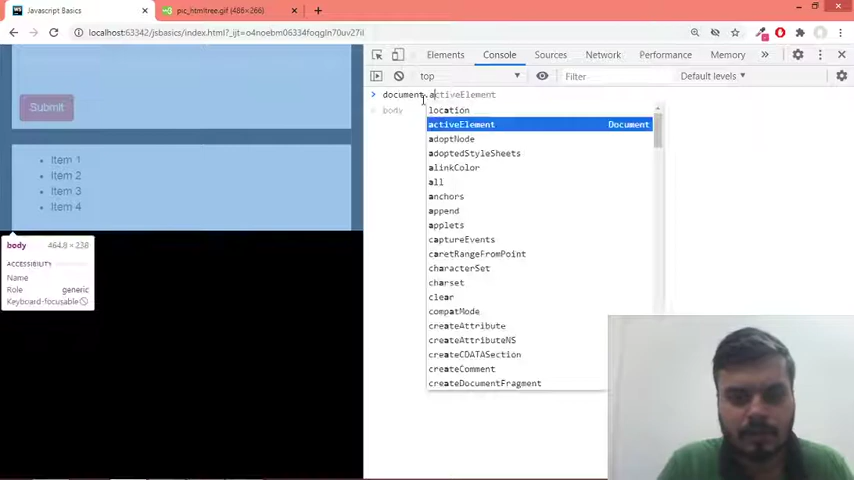 Javascript Basics
pic_htmltree.gif (486×266)
localhost:63342/jsbasics/index.html?_ijt=o4noebm06334foqgln27uv27il
Elements
Console
Sources
Network
Performance
Memory
top
Filter
Default levels
document.activeElement
body
location
activeElement Document
adoptNode
adoptedStyleSheets
alinkColor
all
anchors
append
applets
captureEvents
caretRangeFromPoint
characterSet
charset
clear
compatMode
createAttribute
createAttributeNS
createCDATASection
createComment
createDocumentFragment
Submit
Item 1
Item 2
Item 3
Item 4
body 464.8 × 238
ACCESSIBILITY
Name
Role generic
Keyboard-focusable